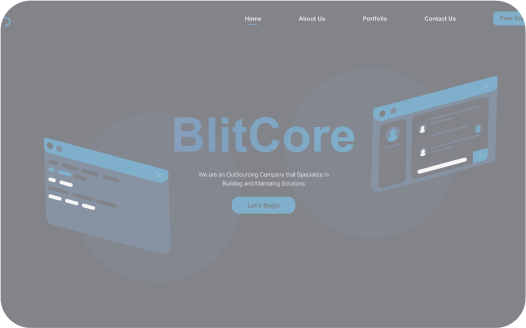 Home
About Us
Portfolio
Contact Us
Free
BlitCore
We are an OutSourcing Company that Specialize in
Building and Maintaing Solutions
Let's Begin